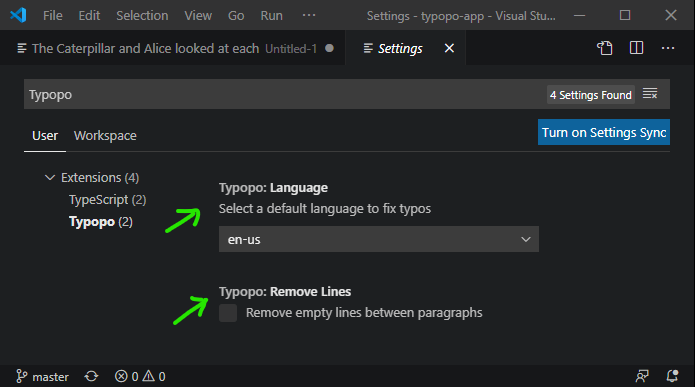 File Edit Selection View Go Run ··· Settings - typopo-app - Visual Stu...
The Caterpillar and Alice looked at each Untitled-1 Settings ···
Typopo 4 Settings Found
User Workspace Turn on Settings Sync
Extensions (4)
TypeScript (2)
Typopo (2)
Typopo: Language
Select a default language to fix typos
en-us
Typopo: Remove Lines
Remove empty lines between paragraphs
master 0 0